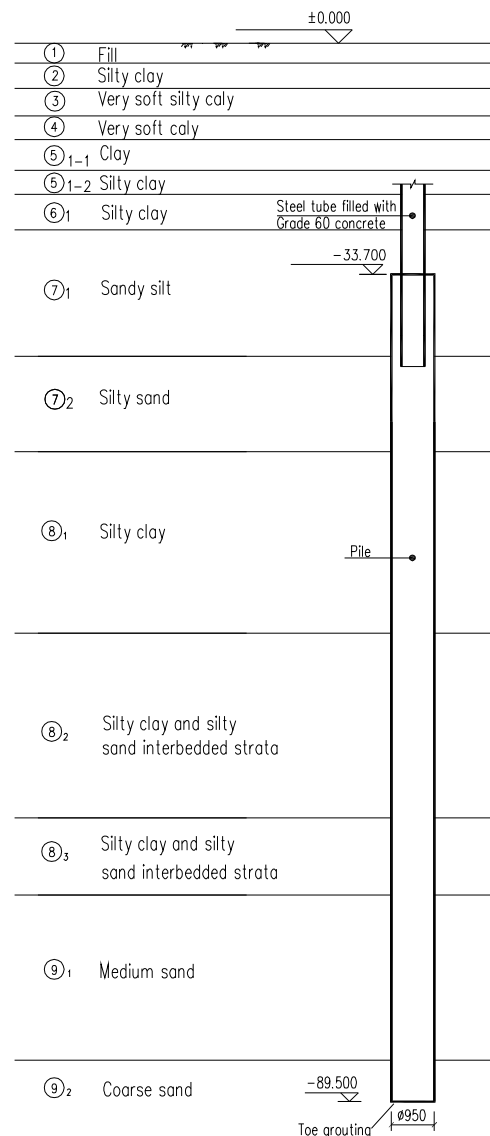 ±0.000
① Fill
② Silty clay
③ Very soft silty caly
④ Very soft caly
⑤1-1 Clay
⑤1-2 Silty clay
⑥1 Silty clay
Steel tube filled with
Grade 60 concrete
-33.700
⑦1 Sandy silt
⑦2 Silty sand
⑧1 Silty clay
Pile
⑧2 Silty clay and silty
sand interbedded strata
⑧3 Silty clay and silty
sand interbedded strata
⑨1 Medium sand
⑨2 Coarse sand
-89.500
ø950
Toe grouting